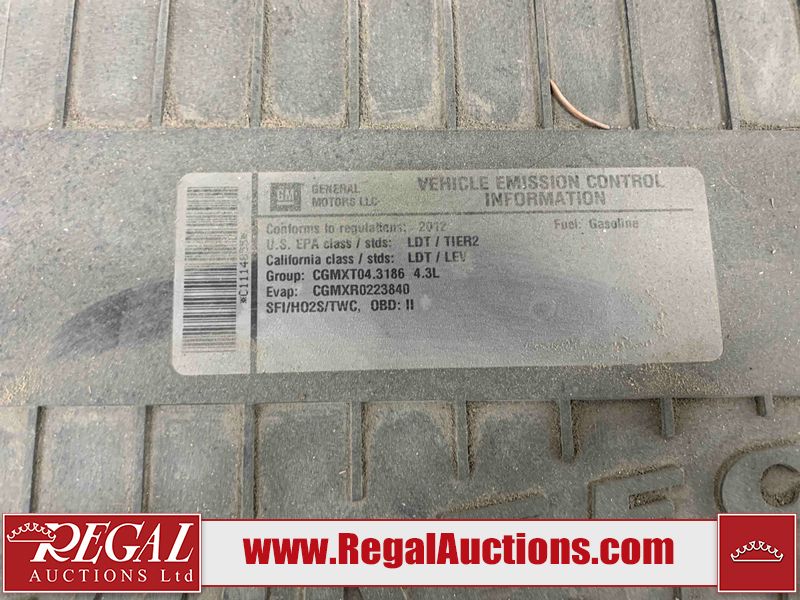 GM
GENERAL
MOTORS LLC
VEHICLE EMISSION CONTROL
INFORMATION
Conforms to regulations: 2012
Fuel: Gasoline
U.S. EPA class / stds: LDT / TIER2
California class / stds: LDT / LEV
Group: CGMXT04.3186 4.3L
Evap: CGMXR0223840
SFI/HO2S/TWC, OBD: II
REGAL
AUCTIONS Ltd
www.RegalAuctions.com